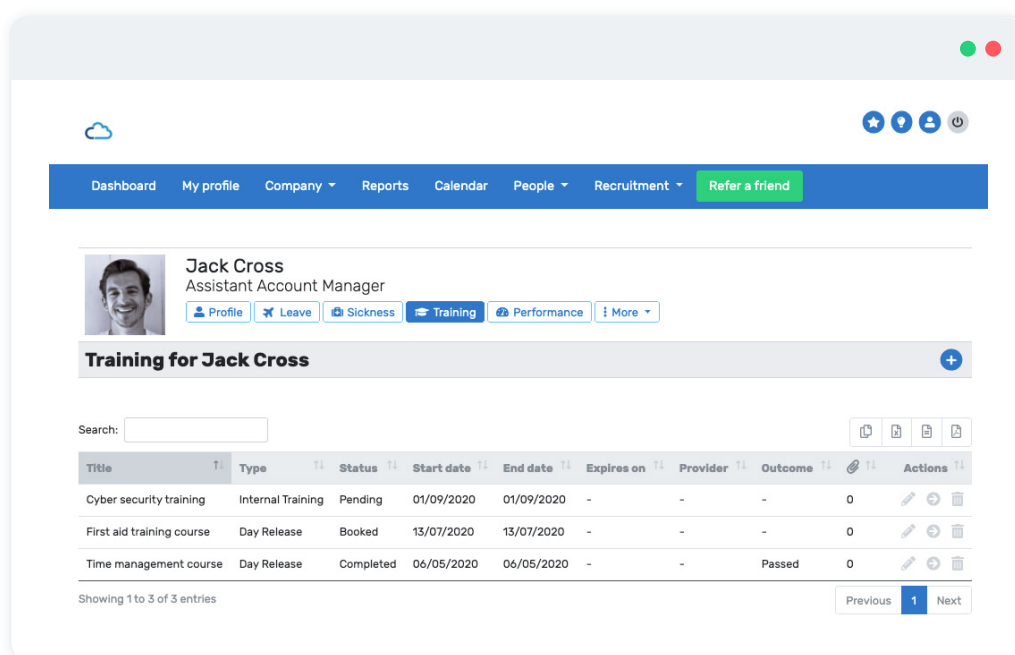 Dashboard My profile Company Reports Calendar People Recruitment Refer a friend
Jack Cross
Assistant Account Manager
Profile Leave Sickness Training Performance More
Training for Jack Cross
Search:
Title Type Status Start date End date Expires on Provider Outcome Actions
Cyber security training Internal Training Pending 01/09/2020 01/09/2020 - - - 0
First aid training course Day Release Booked 13/07/2020 13/07/2020 - - - 0
Time management course Day Release Completed 06/05/2020 06/05/2020 - - Passed 0
Showing 1 to 3 of 3 entries
Previous 1 Next